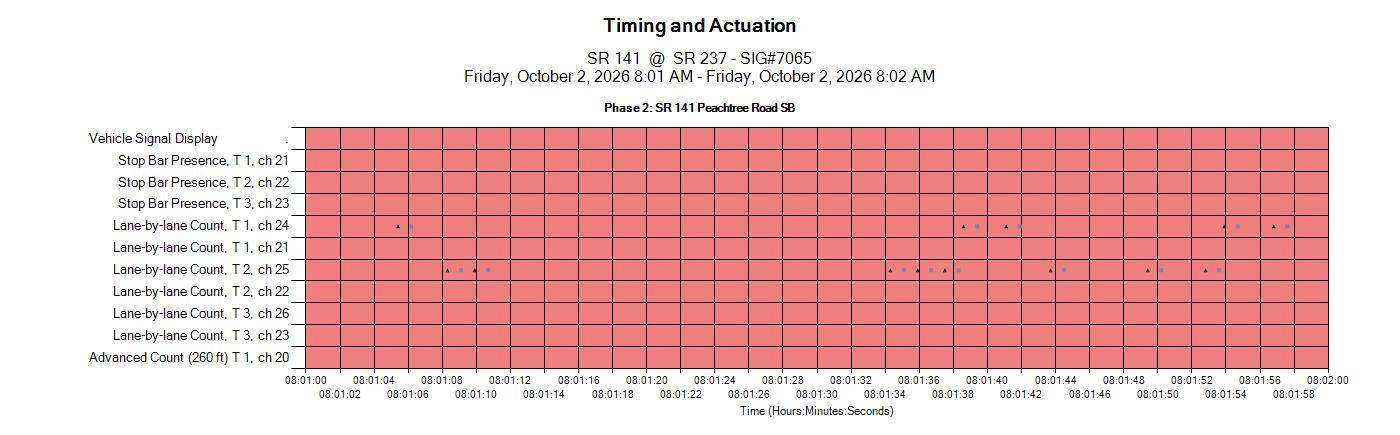 Timing and Actuation
SR 141 @ SR 237 - SIG#7065
Friday, October 2, 2026 8:01 AM - Friday, October 2, 2026 8:02 AM
Phase 2: SR 141 Peachtree Road SB
Vehicle Signal Display .
Stop Bar Presence, T 1, ch 21
Stop Bar Presence, T 2, ch 22
Stop Bar Presence, T 3, ch 23
Lane-by-lane Count, T 1, ch 24
Lane-by-lane Count, T 1, ch 21
Lane-by-lane Count, T 2, ch 25
Lane-by-lane Count, T 2, ch 22
Lane-by-lane Count, T 3, ch 26
Lane-by-lane Count, T 3, ch 23
Advanced Count (260 ft) T 1, ch 20
08:01:00 08:01:04 08:01:08 08:01:12 08:01:16 08:01:20 08:01:24 08:01:28 08:01:32 08:01:36 08:01:40 08:01:44 08:01:48 08:01:52 08:01:56 08:02:00
08:01:02 08:01:06 08:01:10 08:01:14 08:01:18 08:01:22 08:01:26 08:01:30 08:01:34 08:01:38 08:01:42 08:01:46 08:01:50 08:01:54 08:01:58
Time (Hours:Minutes:Seconds)